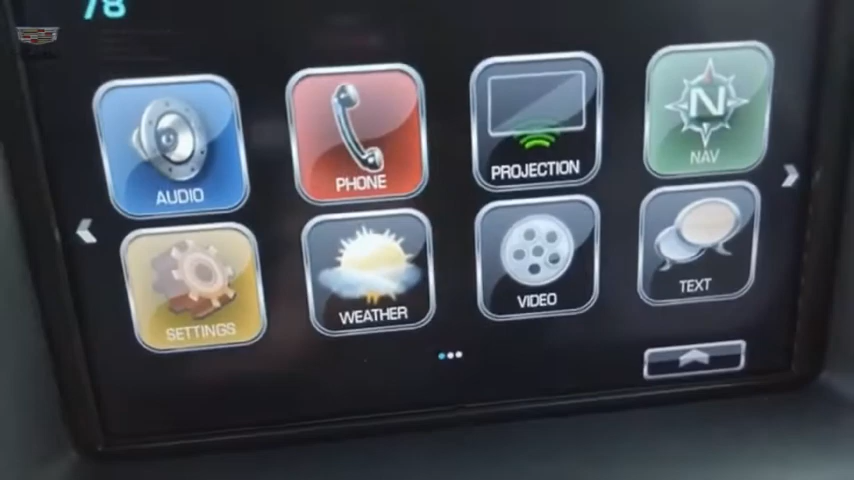 78
AUDIO
PHONE
PROJECTION
N
NAV
SETTINGS
WEATHER
VIDEO
TEXT